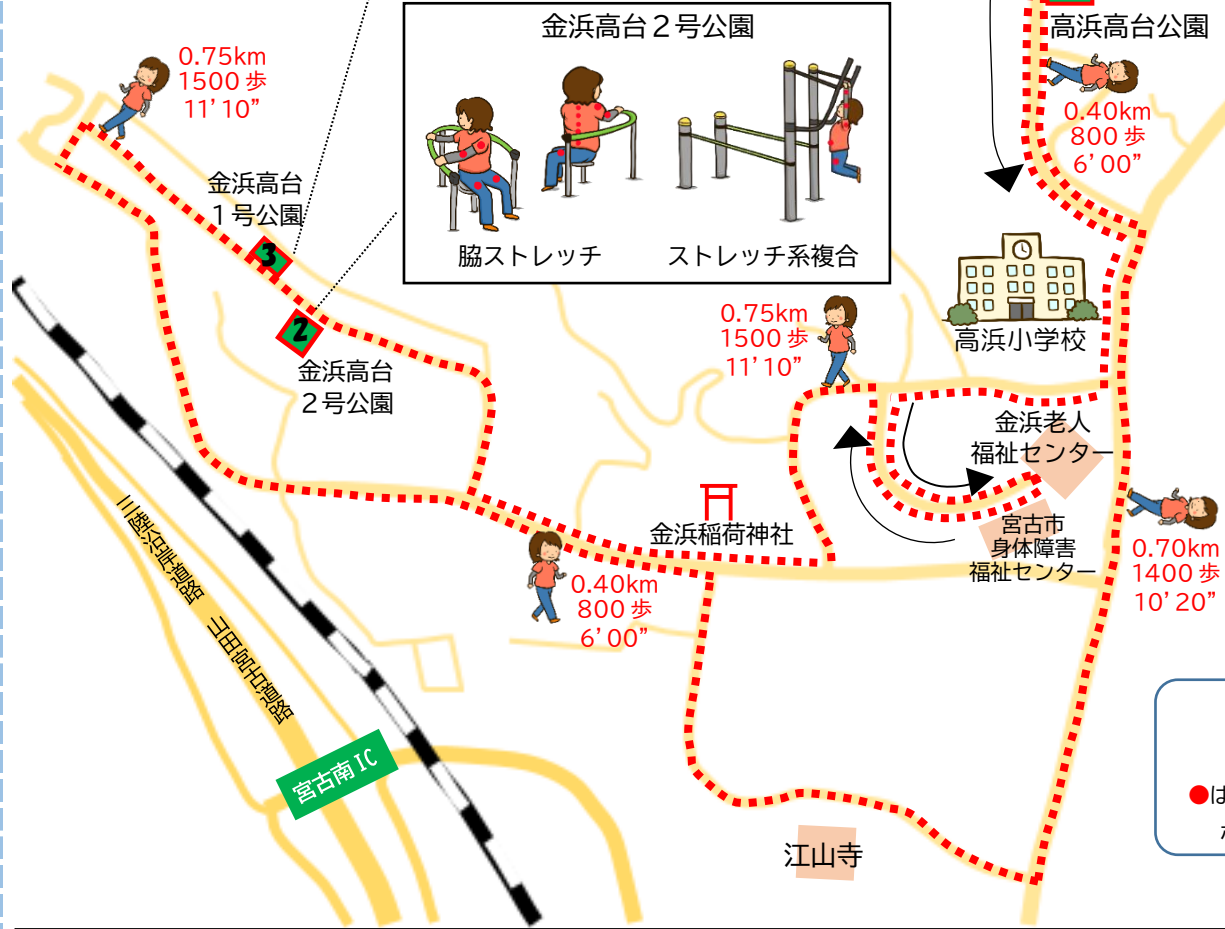 金浜高台２号公園
脇ストレッチ
ストレッチ系複合
高浜高台公園
0.40km
800 歩
6’00”
0.75km
1500 歩
11’10”
金浜高台
１号公園
3
2
金浜高台
２号公園
高浜小学校
0.75km
1500 歩
11’10”
金浜老人
福祉センター
宮古市
身体障害
福祉センター
金浜稲荷神社
0.70km
1400 歩
10’20”
0.40km
800 歩
6’00”
三陸沿岸道路
山田宮古道路
宮古南 IC
江山寺
●は